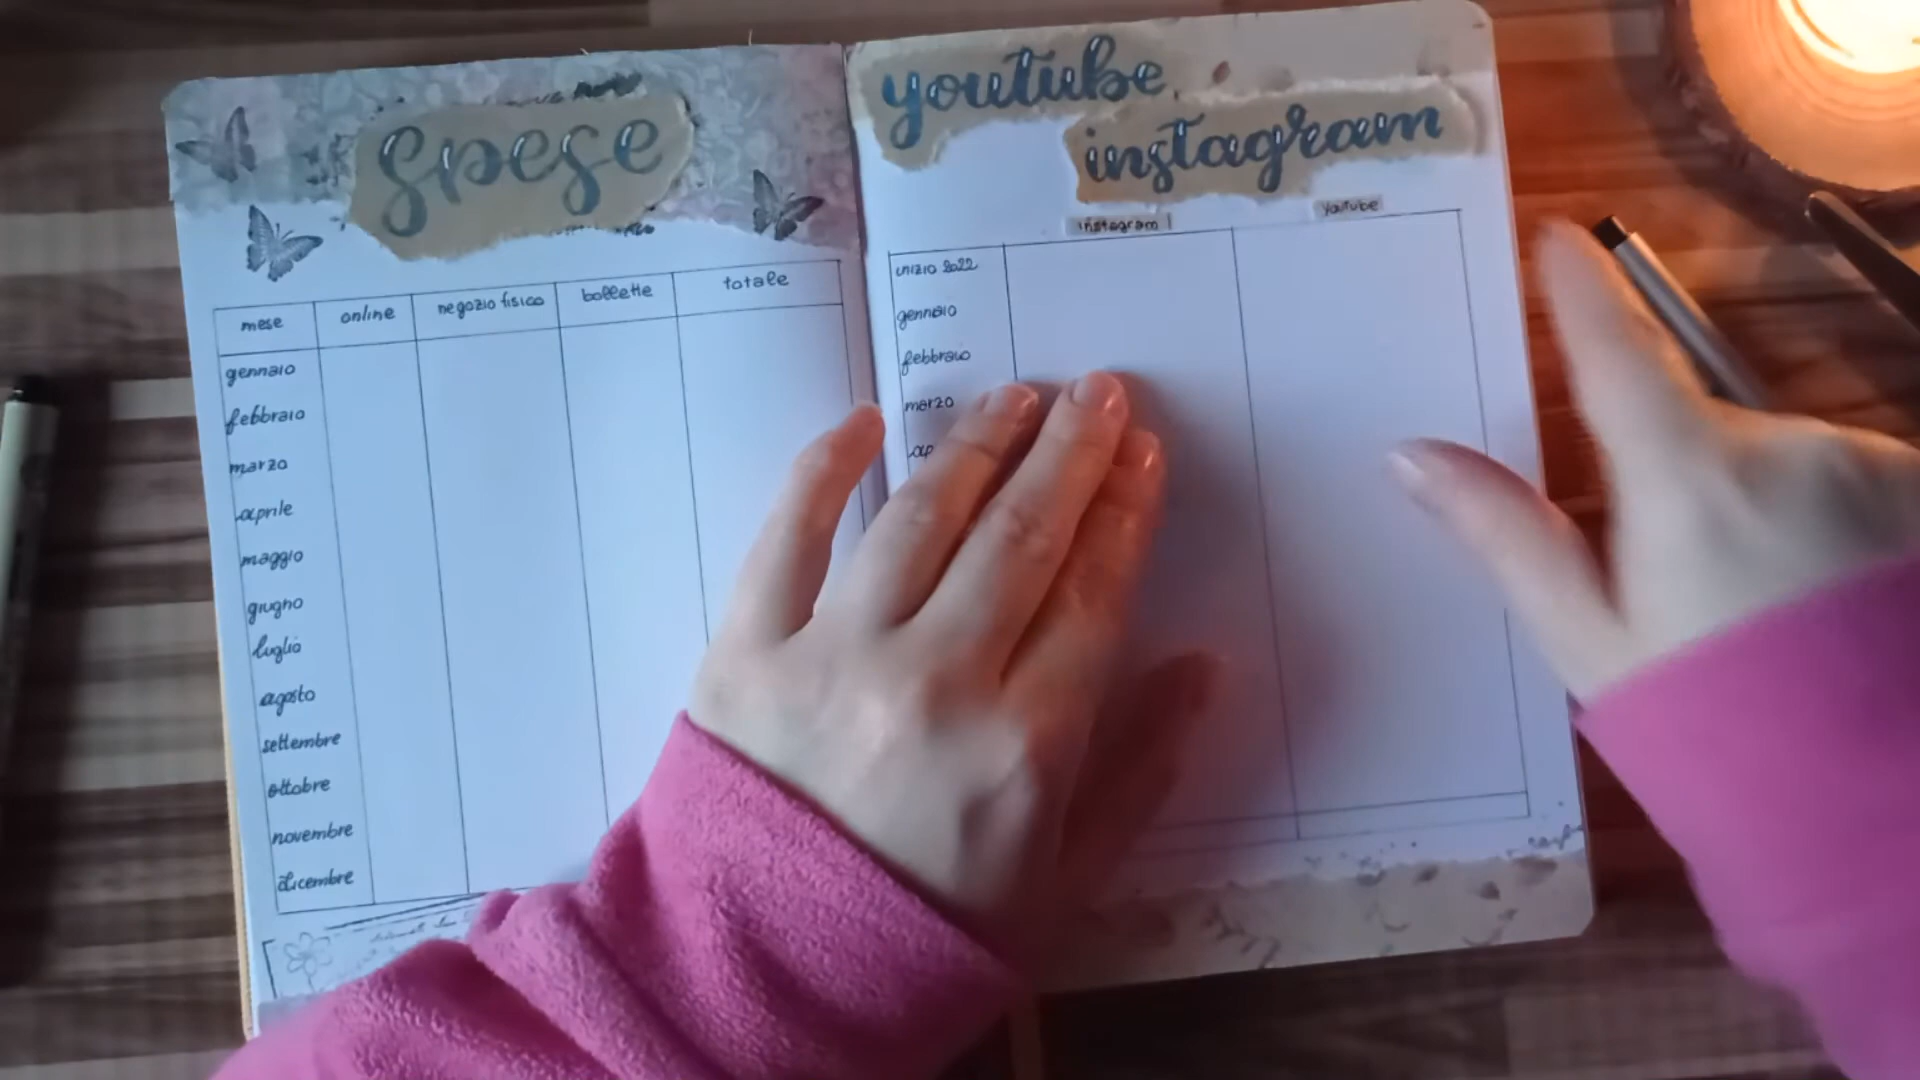 spese
mese online negozio fisico bollette totale
gennaio
febbraio
marzo
aprile
maggio
giugno
luglio
agosto
settembre
ottobre
novembre
dicembre
youtube
instagram
instagram youtube
inizio 2022
gennaio
febbraio
marzo
ap